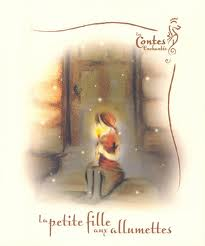 Les
Contes
Enchantés
La petite fille
aux allumettes